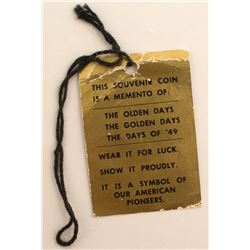 THIS SOUVENIR COIN
IS A MEMENTO OF:
THE OLDEN DAYS
THE GOLDEN DAYS
THE DAYS OF '49
WEAR IT FOR LUCK.
SHOW IT PROUDLY.
IT IS A SYMBOL OF
OUR AMERICAN
PIONEERS.